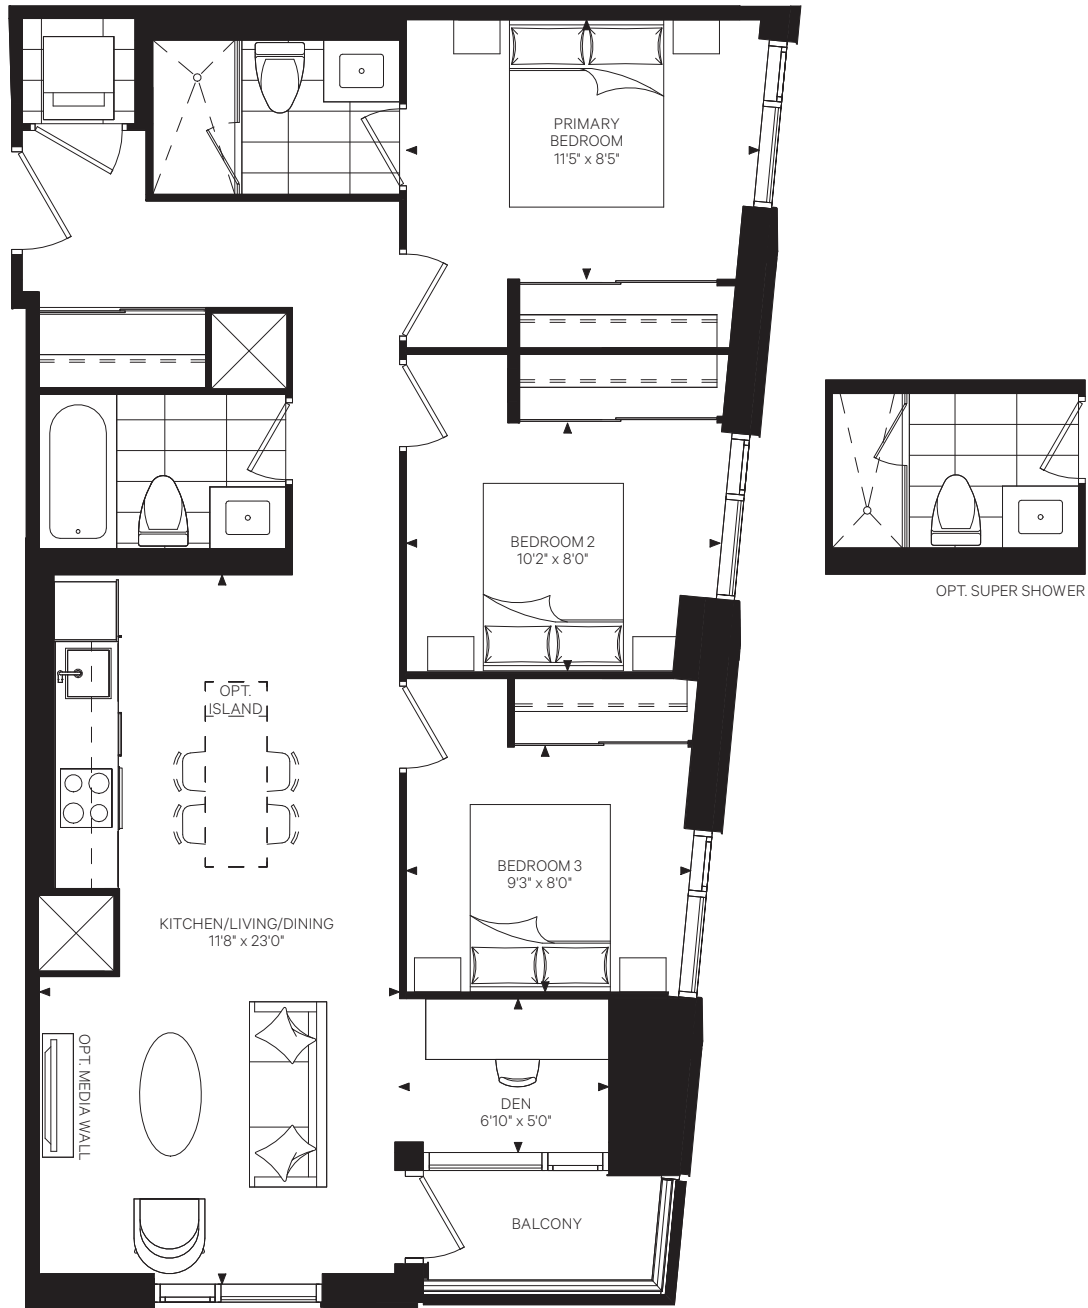 PRIMARY
BEDROOM
11'5" x 8'5"
BEDROOM 2
10'2" x 8'0"
OPT. SUPER SHOWER
OPT.
ISLAND
BEDROOM 3
9'3" x 8'0"
KITCHEN/LIVING/DINING
11'8" x 23'0"
OPT. MEDIA WALL
DEN
6'10" x 5'0"
BALCONY